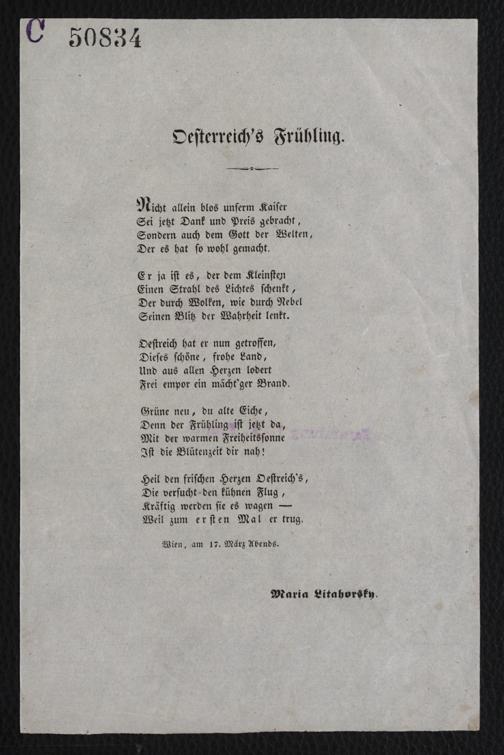 C 50834
Oesterreich's Frühling.
Nicht allein blos unserm Kaiser
Sei jetzt Dank und Preis gebracht,
Sondern auch dem Gott der Welten,
Der es hat so wohl gemacht.
Er ja ist es, der dem Kleinsten
Einen Strahl des Lichtes schenkt,
Der durch Wolken, wie durch Nebel
Seinen Blitz der Wahrheit lenkt.
Oestreich hat er nun getroffen,
Dieses schöne, frohe Land,
Und aus allen Herzen lodert
Frei empor ein mächt'ger Brand.
Grüne neu, du alte Eiche,
Denn der Frühling ist jetzt da,
Mit der warmen Freiheitssonne
Ist die Blütenzeit dir nah!
Heil den frischen Herzen Oestreich's,
Die versucht den kühnen Flug,
Kräftig werden sie es wagen —
Weil zum ersten Mal er trug.
Wien, am 17. März Abends.
Maria Litahorsky.